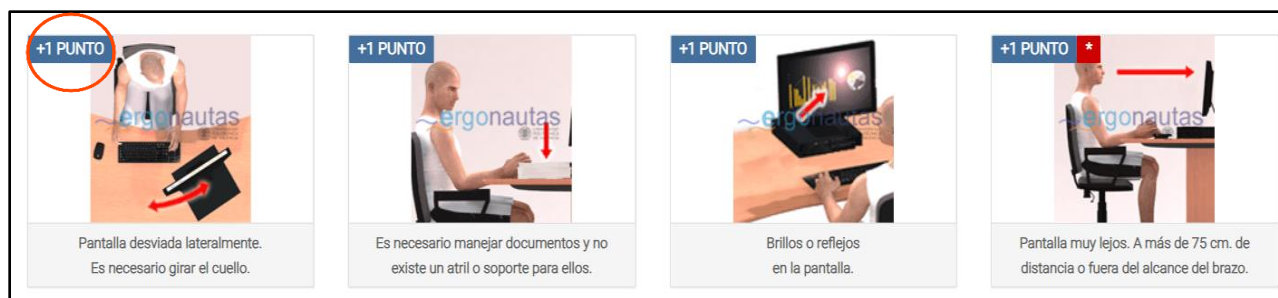 +1 PUNTO
ergonautas
Pantalla desviada lateralmente.
Es necesario girar el cuello.
+1 PUNTO
ergonautas
Es necesario manejar documentos y no
existe un atril o soporte para ellos.
+1 PUNTO
ergonautas
Brillos o reflejos
en la pantalla.
+1 PUNTO *
ergonautas
Pantalla muy lejos. A más de 75 cm. de
distancia o fuera del alcance del brazo.